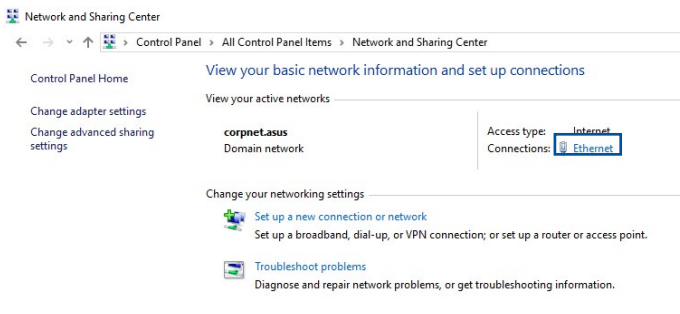 Network and Sharing Center
Control Panel > All Control Panel Items > Network and Sharing Center
Control Panel Home
Change adapter settings
Change advanced sharing
settings
View your basic network information and set up connections
View your active networks
corpnet.asus
Domain network
Access type: Internet
Connections: Ethernet
Change your networking settings
Set up a new connection or network
Set up a broadband, dial-up, or VPN connection; or set up a router or access point.
Troubleshoot problems
Diagnose and repair network problems, or get troubleshooting information.